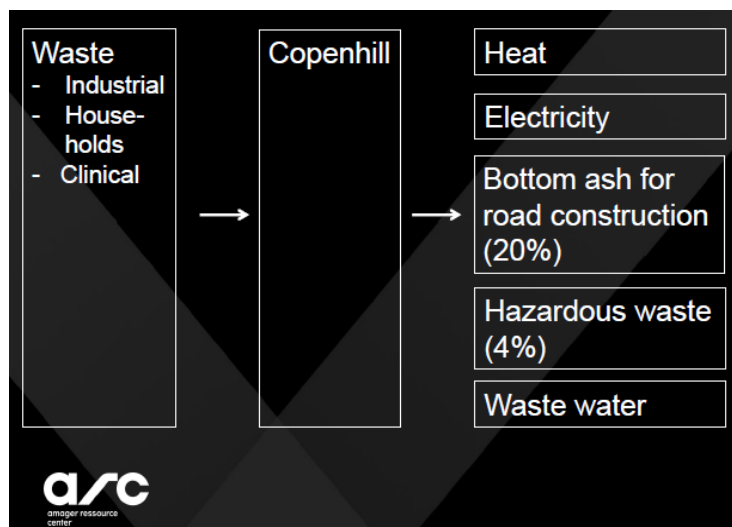 Waste
- Industrial
- House-
holds
- Clinical
Copenhill
Heat
Electricity
Bottom ash for
road construction
(20%)
Hazardous waste
(4%)
Waste water
arc
amager ressource
center